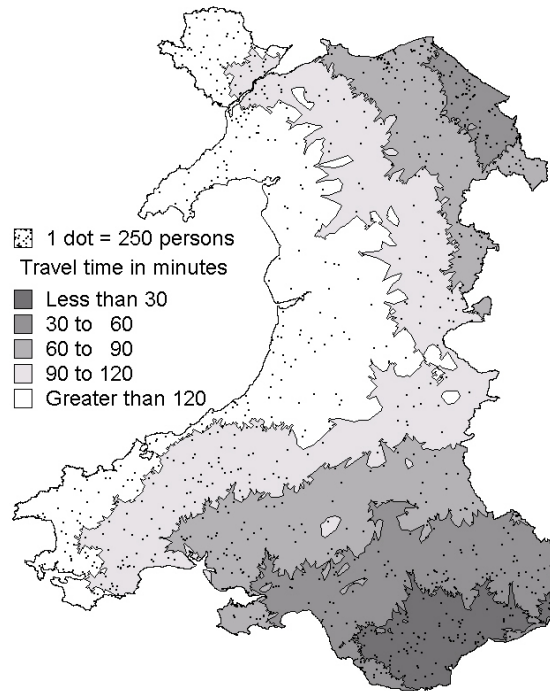 1 dot = 250 persons
Travel time in minutes
Less than 30
30 to 60
60 to 90
90 to 120
Greater than 120